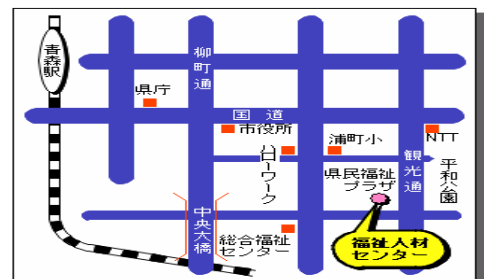 青森駅
柳町通
県庁
国道
市役所
ハローワーク
浦町小
NTT
観光通
平和公園
県民福祉
プラザ
中央大橋
総合福祉
センター
福祉人材
センター